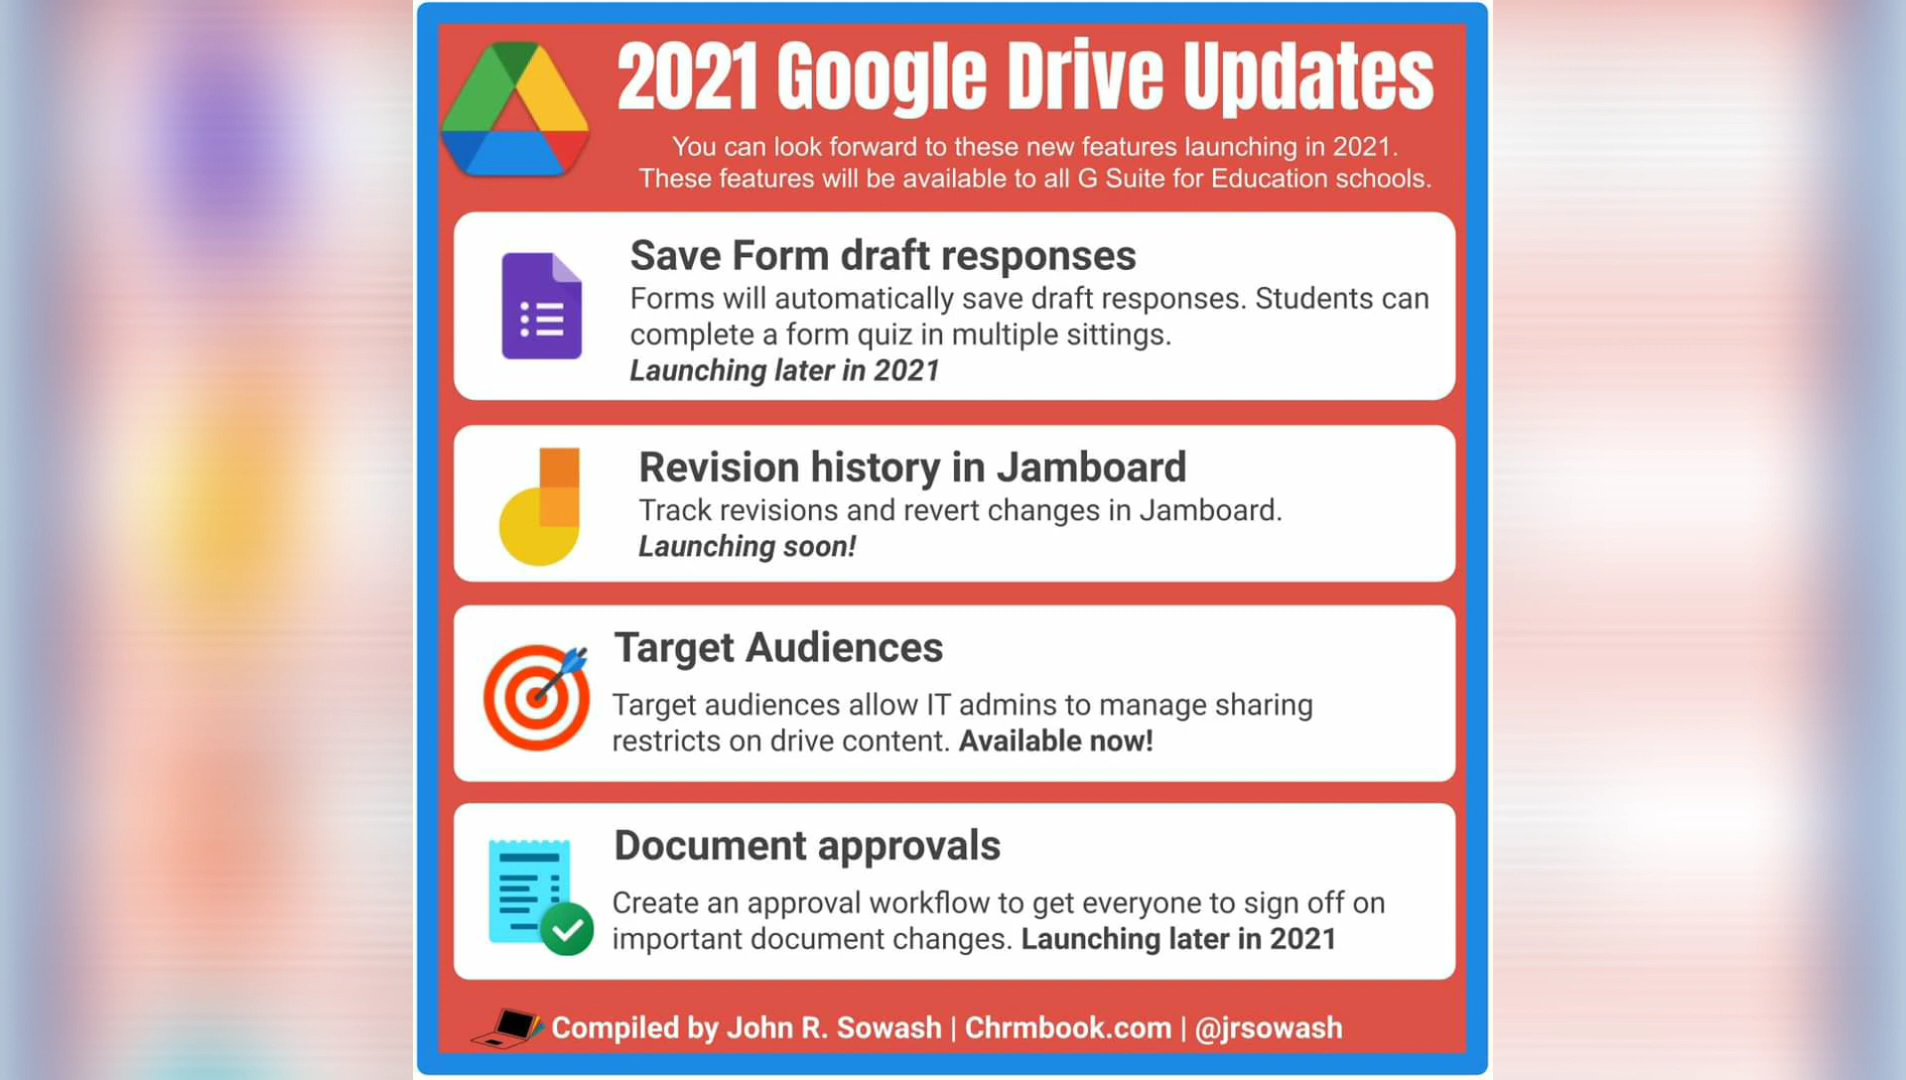 2021 Google Drive Updates
You can look forward to these new features launching in 2021.
These features will be available to all G Suite for Education schools.
Save Form draft responses
Forms will automatically save draft responses. Students can
complete a form quiz in multiple sittings.
Launching later in 2021
Revision history in Jamboard
Track revisions and revert changes in Jamboard.
Launching soon!
Target Audiences
Target audiences allow IT admins to manage sharing
restricts on drive content. Available now!
Document approvals
Create an approval workflow to get everyone to sign off on
important document changes. Launching later in 2021
Compiled by John R. Sowash | Chrmbook.com | @jrsowash